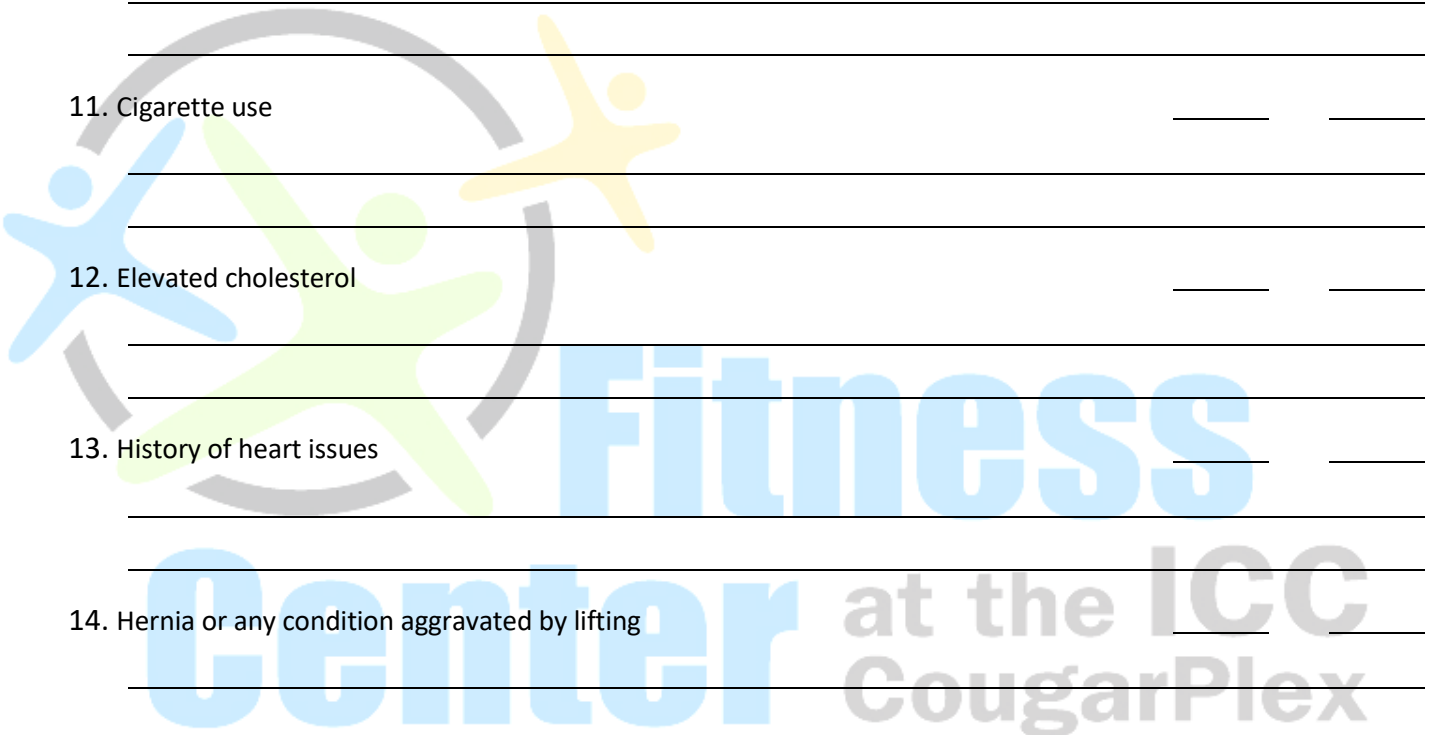 11. Cigarette use
12. Elevated cholesterol
Fitness
13. History of heart issues
Center at the ICC
14. Hernia or any condition aggravated by lifting
CougarPlex